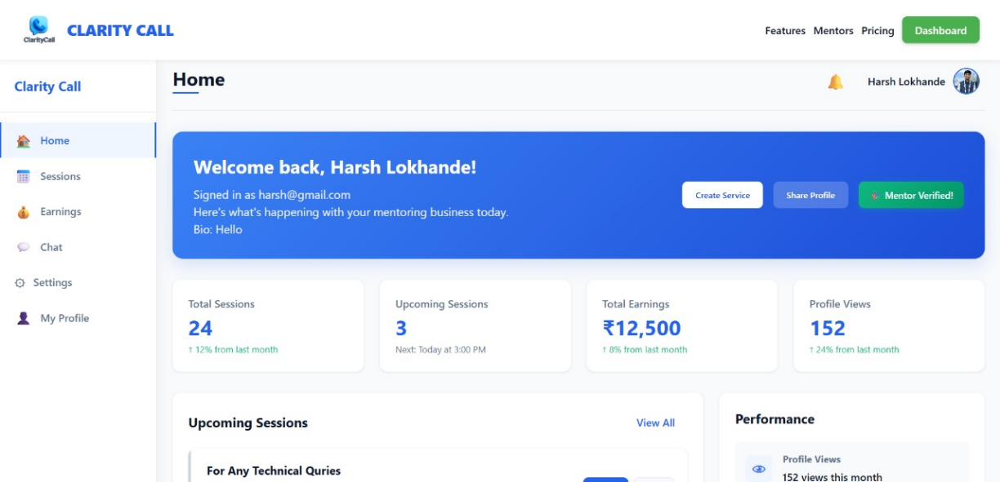 ClarityCall
CLARITY CALL
Features Mentors Pricing Dashboard
Clarity Call
Home
Sessions
Earnings
Chat
Settings
My Profile
Home
Harsh Lokhande
Welcome back, Harsh Lokhande!
Signed in as harsh@gmail.com
Here's what's happening with your mentoring business today.
Bio: Hello
Create Service
Share Profile
Mentor Verified!
Total Sessions
24
↑ 12% from last month
Upcoming Sessions
3
Next: Today at 3:00 PM
Total Earnings
₹12,500
↑ 8% from last month
Profile Views
152
↑ 24% from last month
Upcoming Sessions
View All
For Any Technical Quries
Performance
Profile Views
152 views this month